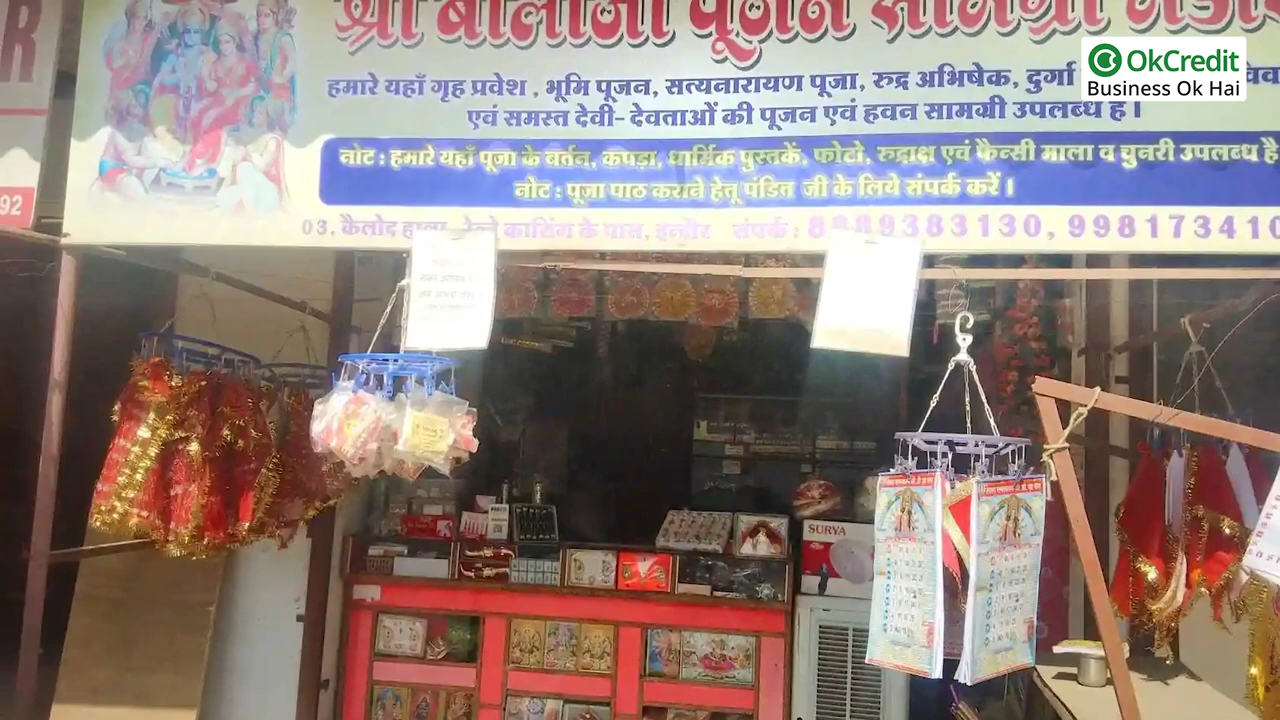 श्री बालाजी पूजन सामग्री भंडार
OkCredit
Business Ok Hai
हमारे यहाँ गृह प्रवेश , भूमि पूजन, सत्यनारायण पूजा, रुद्र अभिषेक, दुर्गा
एवं समस्त देवी- देवताओं की पूजन एवं हवन सामग्री उपलब्ध है ।
नोट : हमारे यहाँ पूजा के बर्तन, कपड़ा, धार्मिक पुस्तकें, फोटो, रुद्राक्ष एवं फैन्सी माला व चुनरी उपलब्ध है
नोट : पूजा पाठ कराने हेतू पंडित जी के लिये संपर्क करें ।
03, कैलोद हाला, रेल्वे क्रासिंग के पास, इन्दौर संपर्क : 8889383130, 998173410
R
92
SURYA